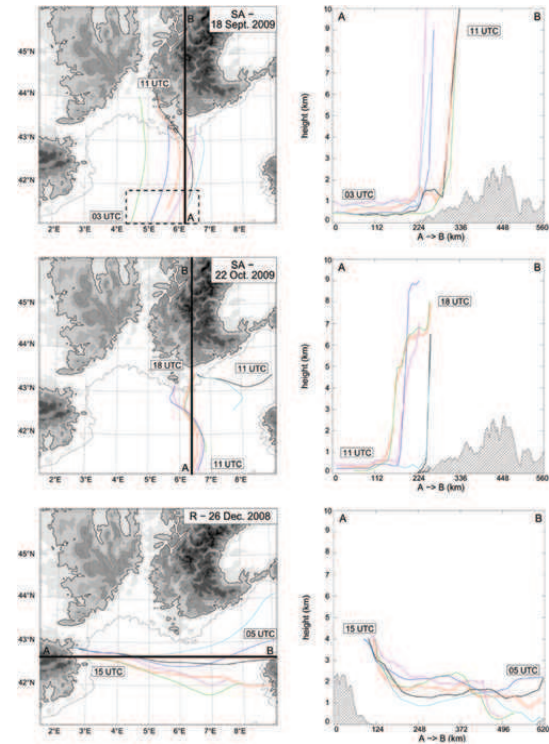 SA –
18 Sept. 2009
B
11 UTC
03 UTC
A
45°N
44°N
43°N
42°N
2°E 3°E 4°E 5°E 6°E 7°E 8°E
A B
11 UTC
03 UTC
height (km)
10
9
8
7
6
5
4
3
2
1
0
0 112 224 336 448 560
A –> B (km)
SA –
22 Oct. 2009
B
18 UTC
11 UTC
A
11 UTC
45°N
44°N
43°N
42°N
2°E 3°E 4°E 5°E 6°E 7°E 8°E
A B
18 UTC
11 UTC
height (km)
10
9
8
7
6
5
4
3
2
1
0
0 112 224 336 448 560
A –> B (km)
R – 26 Dec. 2008
05 UTC
A B
15 UTC
45°N
44°N
43°N
42°N
2°E 3°E 4°E 5°E 6°E 7°E 8°E
A B
15 UTC
05 UTC
height (km)
10
9
8
7
6
5
4
3
2
1
0
0 124 248 372 496 620
A –> B (km)